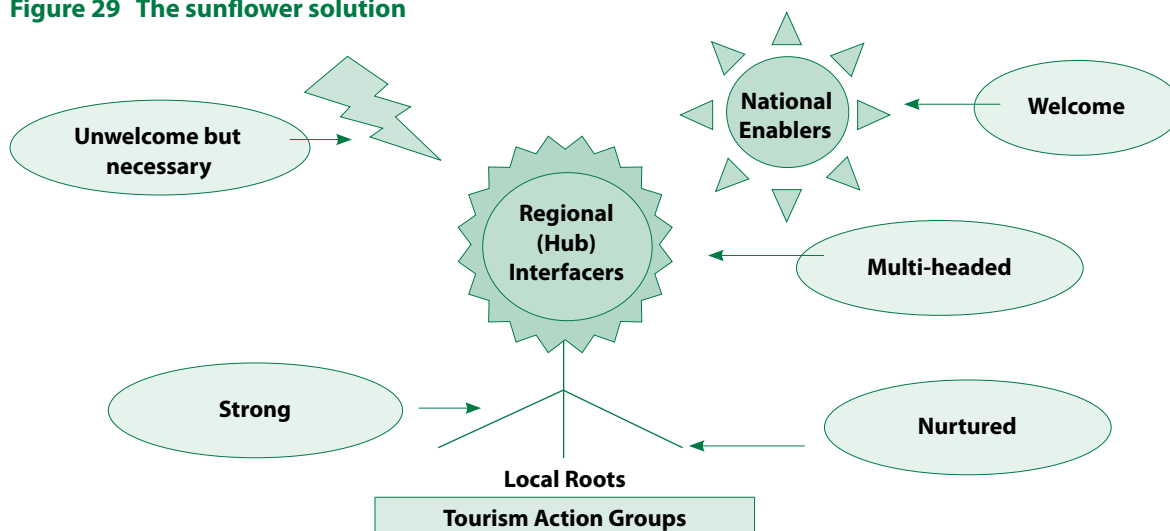 Figure 29 The sunflower solution
Unwelcome but
necessary
National
Enablers
Welcome
Regional
(Hub)
Interfacers
Multi-headed
Strong
Nurtured
Local Roots
Tourism Action Groups